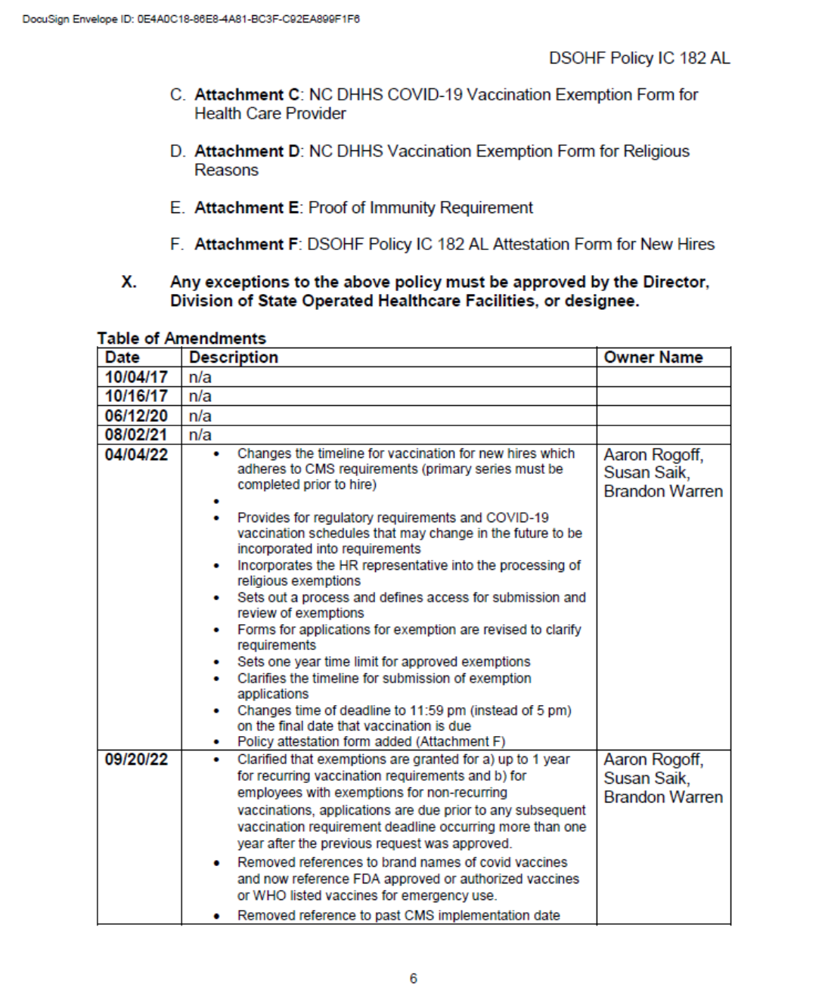 DocuSign Envelope ID: 0E4A0C18-86E8-4A81-BC3F-C92EA899F1F6
DSOHF Policy IC 182 AL
C. Attachment C: NC DHHS COVID-19 Vaccination Exemption Form for
Health Care Provider
D. Attachment D: NC DHHS Vaccination Exemption Form for Religious
Reasons
E. Attachment E: Proof of Immunity Requirement
F. Attachment F: DSOHF Policy IC 182 AL Attestation Form for New Hires
X. Any exceptions to the above policy must be approved by the Director,
Division of State Operated Healthcare Facilities, or designee.
Table of Amendments
Date Description Owner Name
10/04/17 n/a
10/16/17 n/a
06/12/20 n/a
08/02/21 n/a
04/04/22
• Changes the timeline for vaccination for new hires which
adheres to CMS requirements (primary series must be
completed prior to hire)
•
• Provides for regulatory requirements and COVID-19
vaccination schedules that may change in the future to be
incorporated into requirements
• Incorporates the HR representative into the processing of
religious exemptions
• Sets out a process and defines access for submission and
review of exemptions
• Forms for applications for exemption are revised to clarify
requirements
• Sets one year time limit for approved exemptions
• Clarifies the timeline for submission of exemption
applications
• Changes time of deadline to 11:59 pm (instead of 5 pm)
on the final date that vaccination is due
• Policy attestation form added (Attachment F)
Aaron Rogoff,
Susan Saik,
Brandon Warren
09/20/22
• Clarified that exemptions are granted for a) up to 1 year
for recurring vaccination requirements and b) for
employees with exemptions for non-recurring
vaccinations, applications are due prior to any subsequent
vaccination requirement deadline occurring more than one
year after the previous request was approved.
• Removed references to brand names of covid vaccines
and now reference FDA approved or authorized vaccines
or WHO listed vaccines for emergency use.
• Removed reference to past CMS implementation date
Aaron Rogoff,
Susan Saik,
Brandon Warren
6